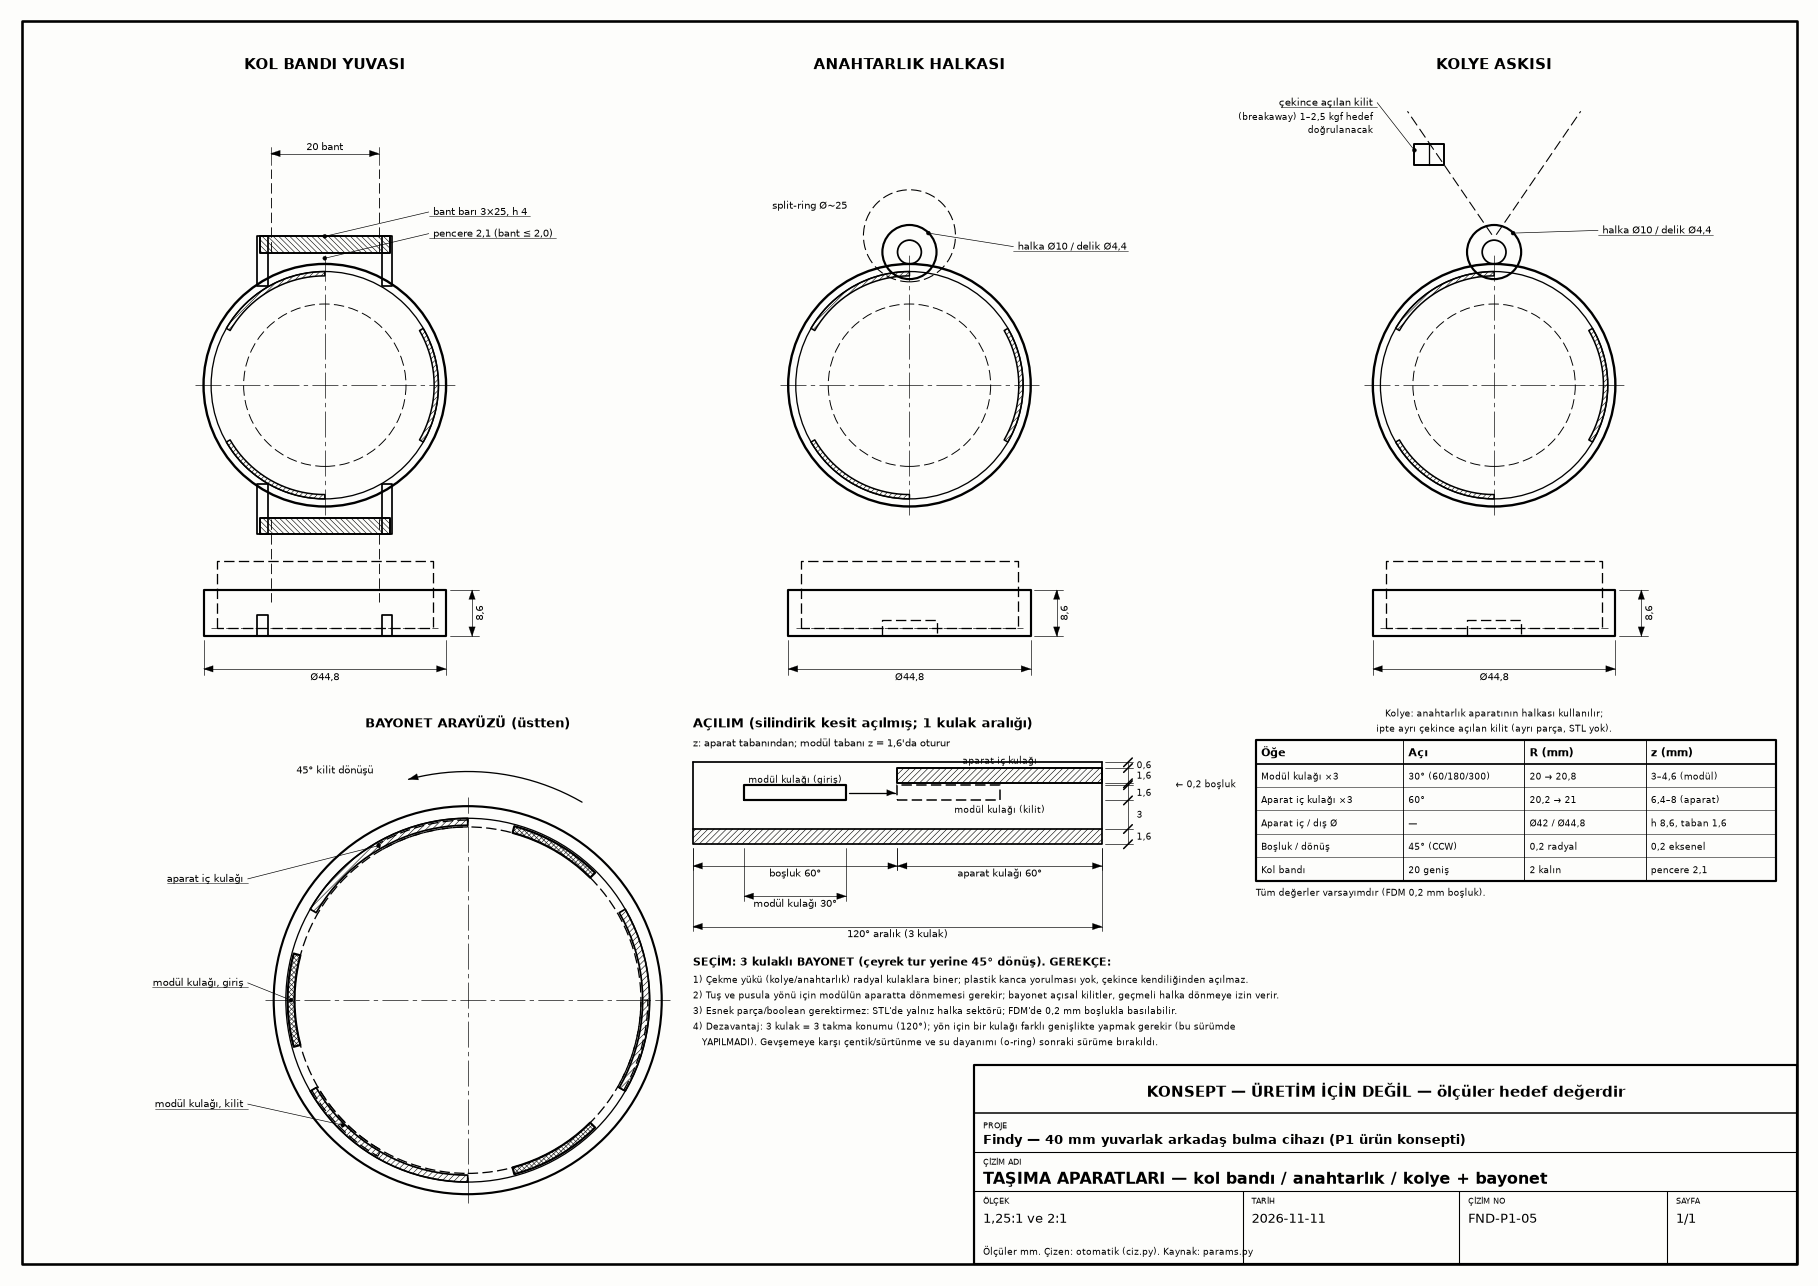 KOL BANDI YUVASI
20 bant
bant barı 3×25, h 4
pencere 2,1 (bant ≤ 2,0)
8,6
Ø44,8
ANAHTARLIK HALKASI
split-ring Ø~25
halka Ø10 / delik Ø4,4
8,6
Ø44,8
KOLYE ASKISI
çekince açılan kilit
(breakaway) 1–2,5 kgf hedef
doğrulanacak
halka Ø10 / delik Ø4,4
8,6
Ø44,8
BAYONET ARAYÜZÜ (üstten)
45° kilit dönüşü
aparat iç kulağı
modül kulağı, giriş
modül kulağı, kilit
AÇILIM (silindirik kesit açılmış; 1 kulak aralığı)
z: aparat tabanından; modül tabanı z = 1,6'da oturur
aparat iç kulağı
modül kulağı (giriş)
modül kulağı (kilit)
0,6
1,6
← 0,2 boşluk
1,6
3
1,6
boşluk 60°
aparat kulağı 60°
modül kulağı 30°
120° aralık (3 kulak)
Kolye: anahtarlık aparatının halkası kullanılır;
ipte ayrı çekince açılan kilit (ayrı parça, STL yok).
Öğe Açı R (mm) z (mm)
Modül kulağı ×3 30° (60/180/300) 20 → 20,8 3–4,6 (modül)
Aparat iç kulağı ×3 60° 20,2 → 21 6,4–8 (aparat)
Aparat iç / dış Ø — Ø42 / Ø44,8 h 8,6, taban 1,6
Boşluk / dönüş 45° (CCW) 0,2 radyal 0,2 eksenel
Kol bandı 20 geniş 2 kalın pencere 2,1
Tüm değerler varsayımdır (FDM 0,2 mm boşluk).
SEÇİM: 3 kulaklı BAYONET (çeyrek tur yerine 45° dönüş). GEREKÇE:
1) Çekme yükü (kolye/anahtarlık) radyal kulaklara biner; plastik kanca yorulması yok, çekince kendiliğinden açılmaz.
2) Tuş ve pusula yönü için modülün aparatta dönmemesi gerekir; bayonet açısal kilitler, geçmeli halka dönmeye izin verir.
3) Esnek parça/boolean gerektirmez: STL'de yalnız halka sektörü; FDM'de 0,2 mm boşlukla basılabilir.
4) Dezavantaj: 3 kulak = 3 takma konumu (120°); yön için bir kulağı farklı genişlikte yapmak gerekir (bu sürümde
YAPILMADI). Gevşemeye karşı çentik/sürtünme ve su dayanımı (o-ring) sonraki sürüme bırakıldı.
KONSEPT — ÜRETİM İÇİN DEĞİL — ölçüler hedef değerdir
PROJE
Findy — 40 mm yuvarlak arkadaş bulma cihazı (P1 ürün konsepti)
ÇİZİM ADI
TAŞIMA APARATLARI — kol bandı / anahtarlık / kolye + bayonet
ÖLÇEK TARİH ÇİZİM NO SAYFA
1,25:1 ve 2:1 2026-11-11 FND-P1-05 1/1
Ölçüler mm. Çizen: otomatik (ciz.py). Kaynak: params.py